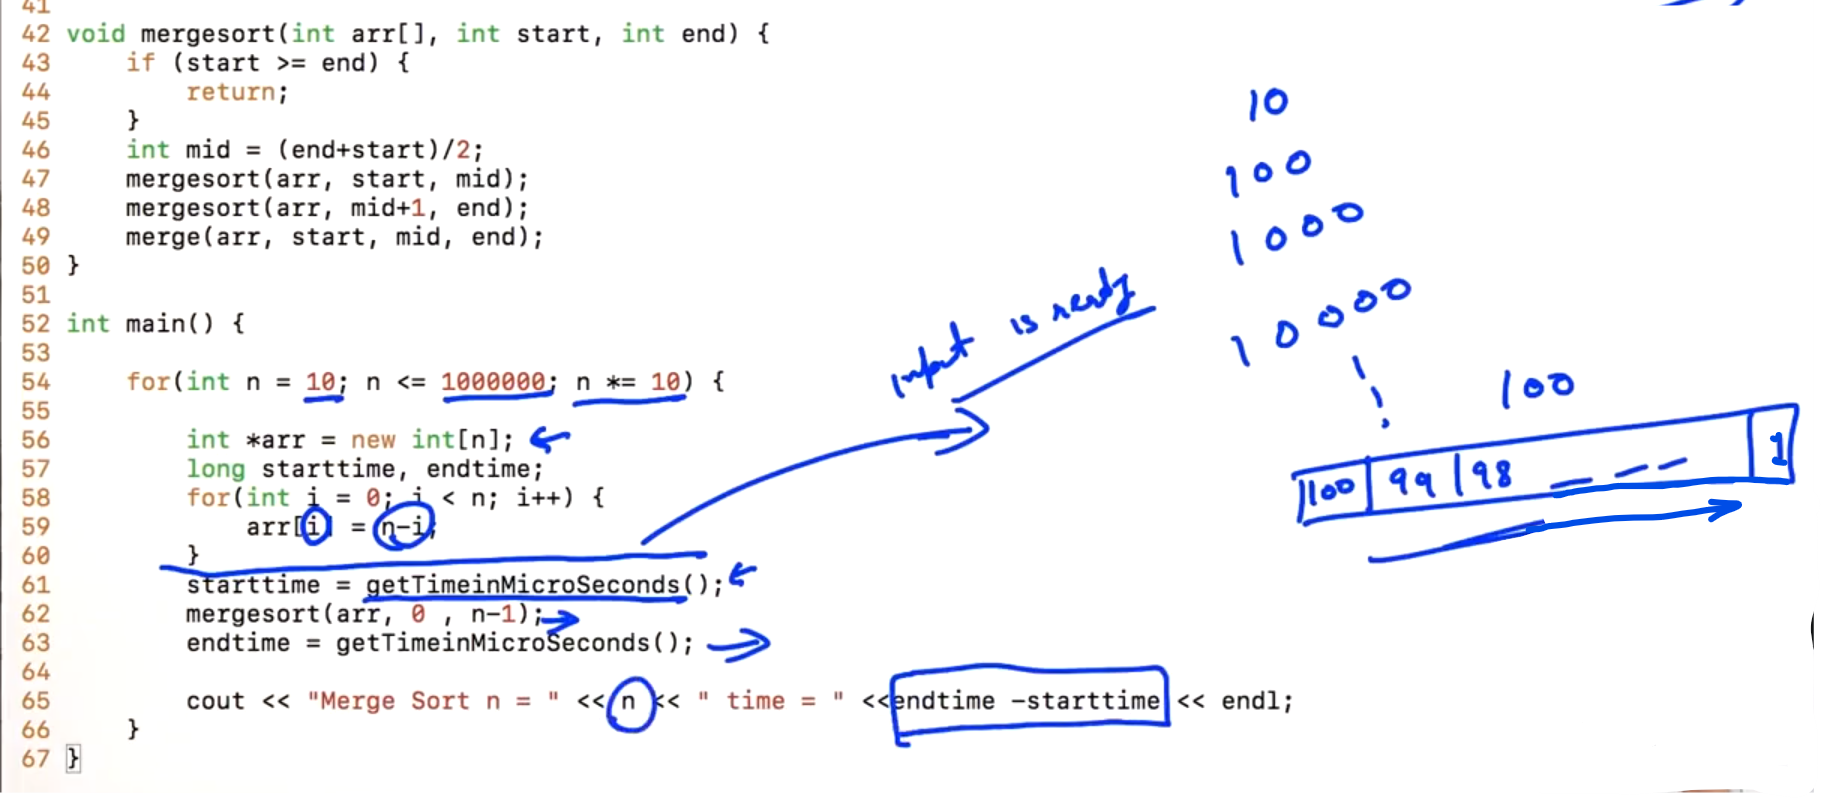 41
42 void mergesort(int arr[], int start, int end) {
43     if (start >= end) {
44         return;
45     }
46     int mid = (end+start)/2;
47     mergesort(arr, start, mid);
48     mergesort(arr, mid+1, end);
49     merge(arr, start, mid, end);
50 }
51
52 int main() {
53
54     for(int n = 10; n <= 1000000; n *= 10) {
55
56         int *arr = new int[n];
57         long starttime, endtime;
58         for(int i = 0; i < n; i++) {
59             arr[i] = n-i;
60         }
61         starttime = getTimeinMicroSeconds();
62         mergesort(arr, 0 , n-1);
63         endtime = getTimeinMicroSeconds();
64
65         cout << "Merge Sort n = " << n << " time = " <<endtime -starttime << endl;
66     }
67 }
input is ready
10
100
1000
10000
100
100 99 98 1